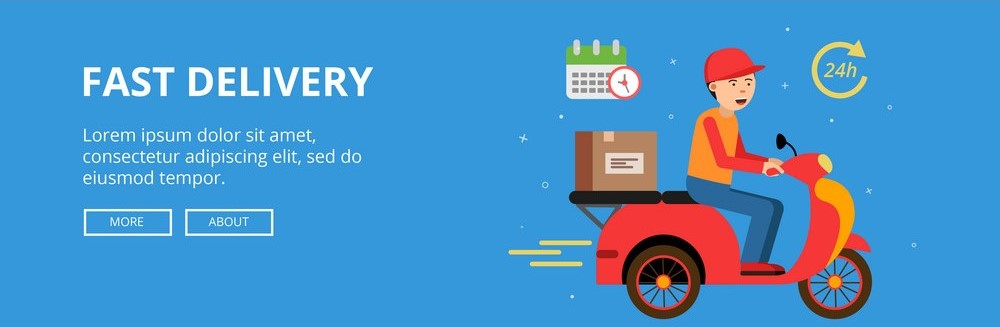 FAST DELIVERY
Lorem ipsum dolor sit amet,
consectetur adipiscing elit, sed do
eiusmod tempor.
MORE
ABOUT
24h